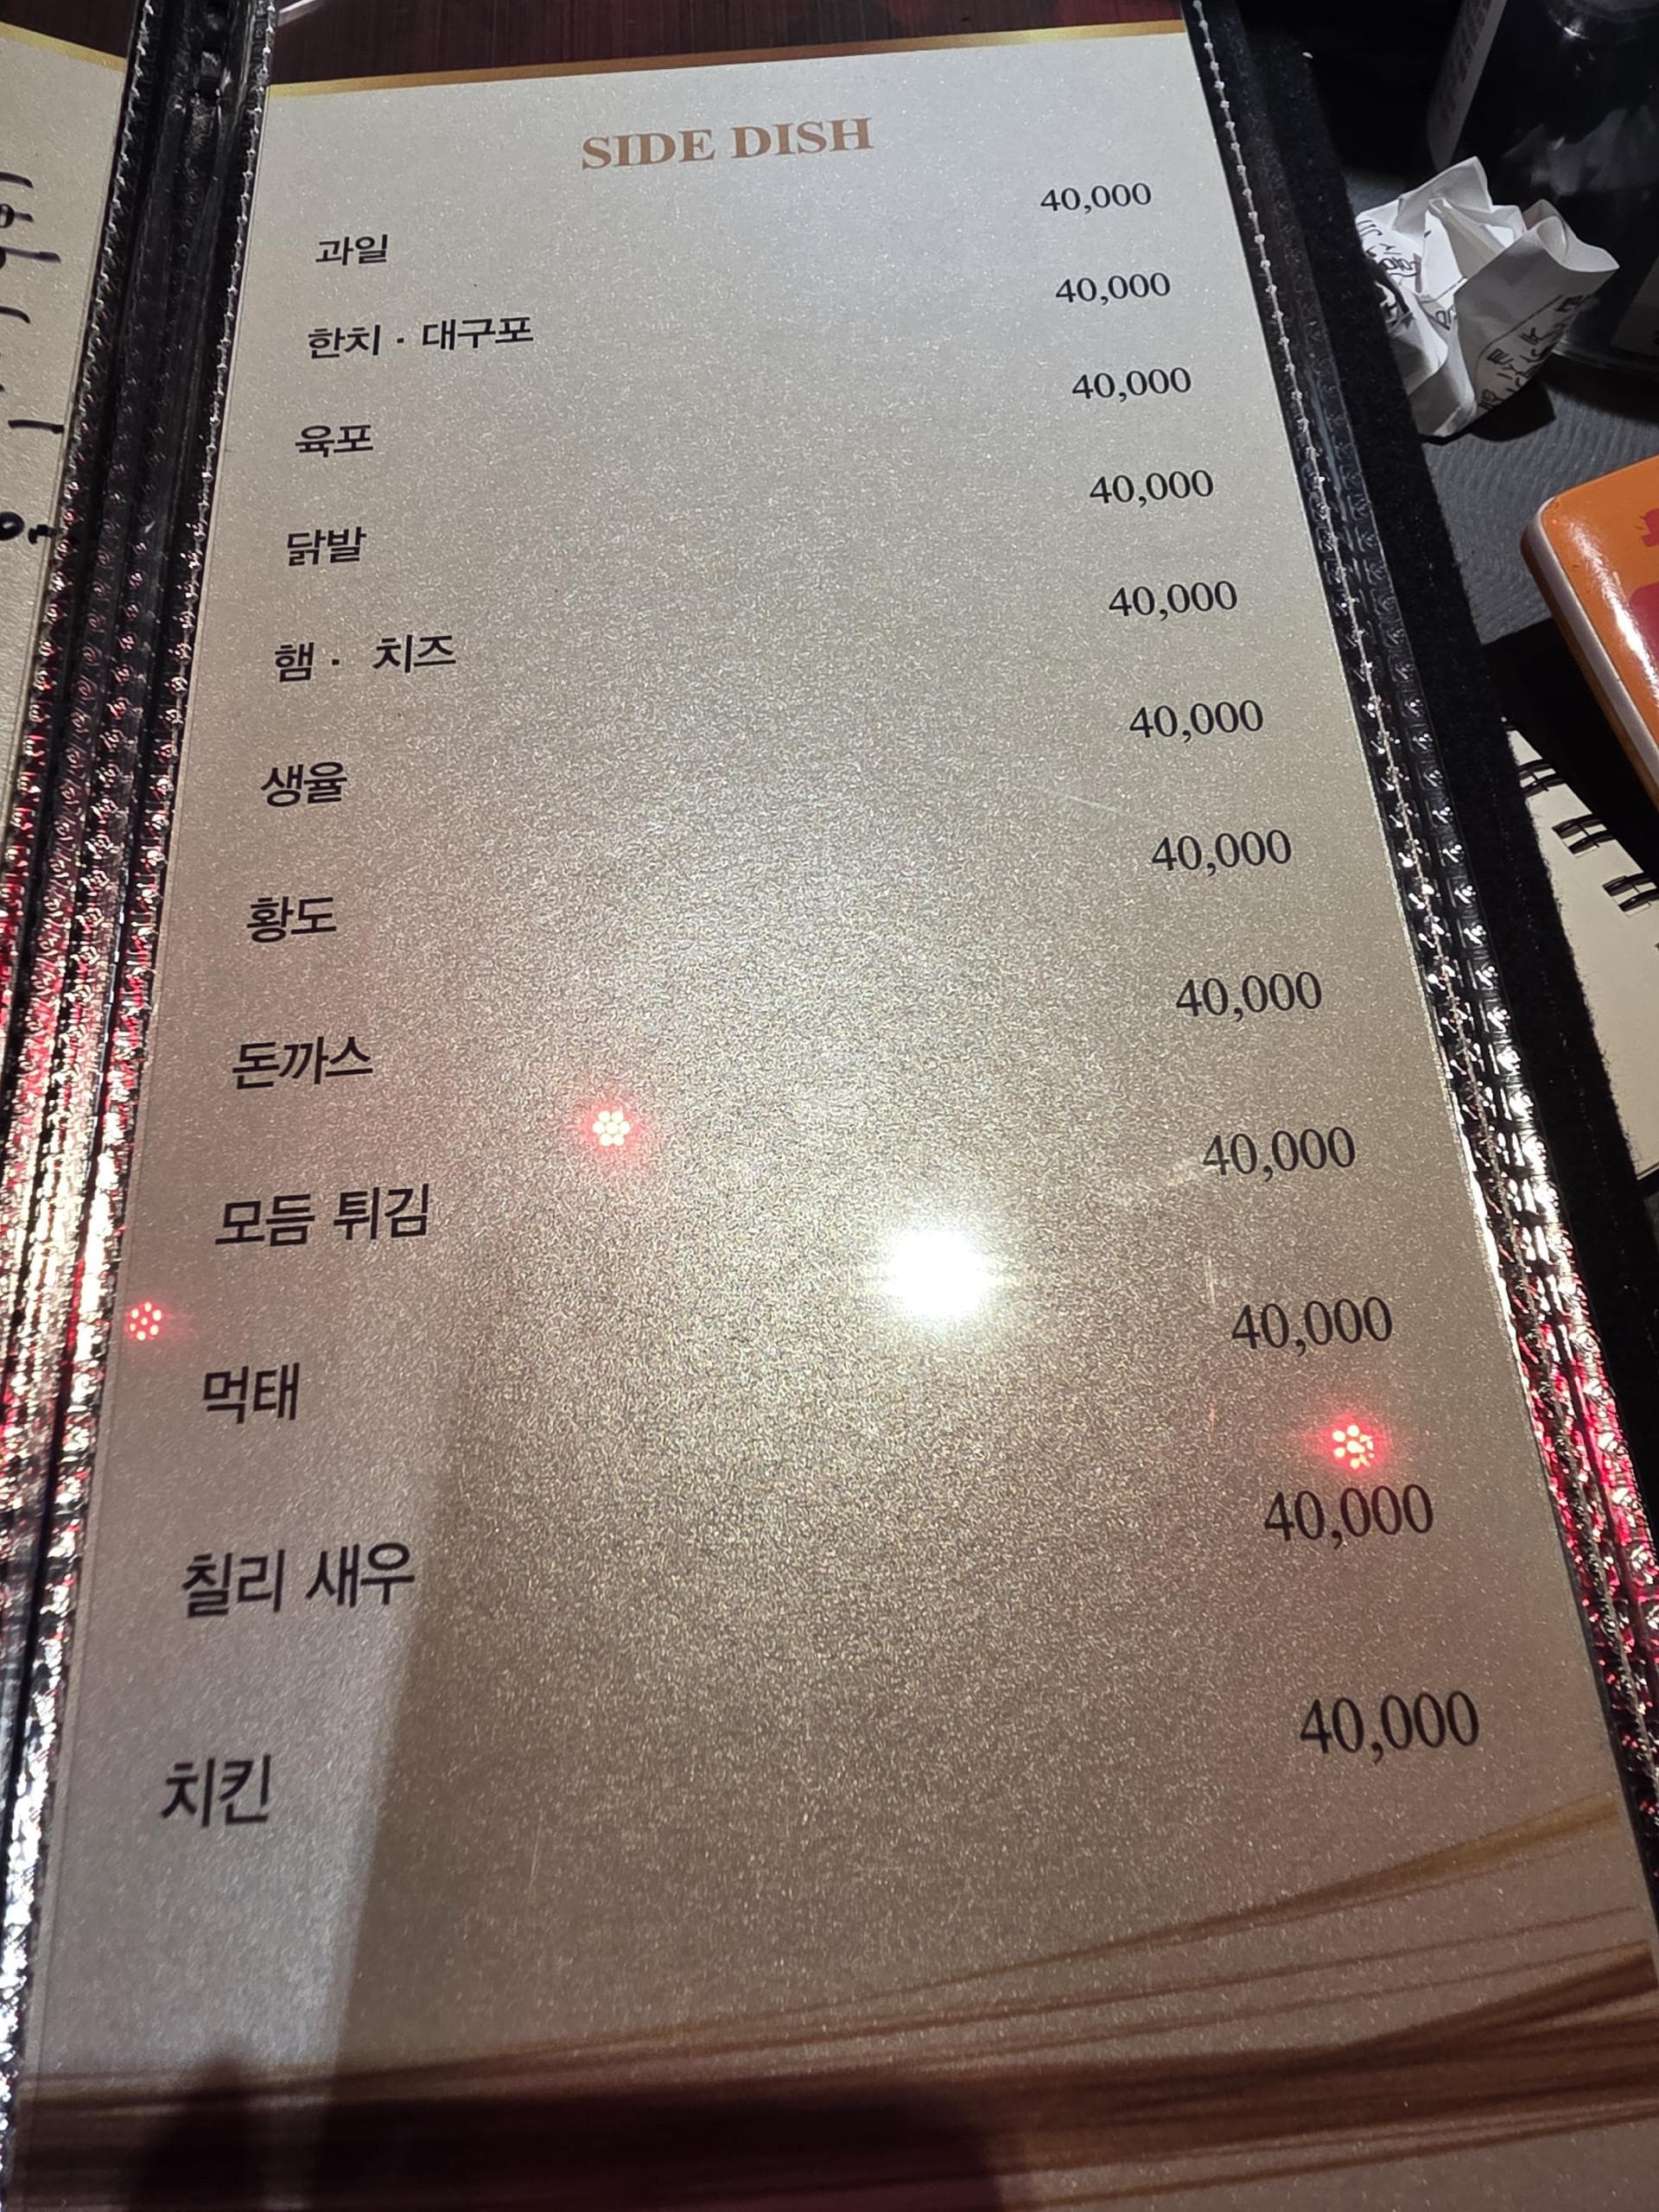 SIDE DISH
과일 40,000
한치 · 대구포 40,000
육포 40,000
닭발 40,000
햄 · 치즈 40,000
생율 40,000
황도 40,000
돈까스 40,000
모듬 튀김 40,000
먹태 40,000
칠리 새우 40,000
치킨 40,000